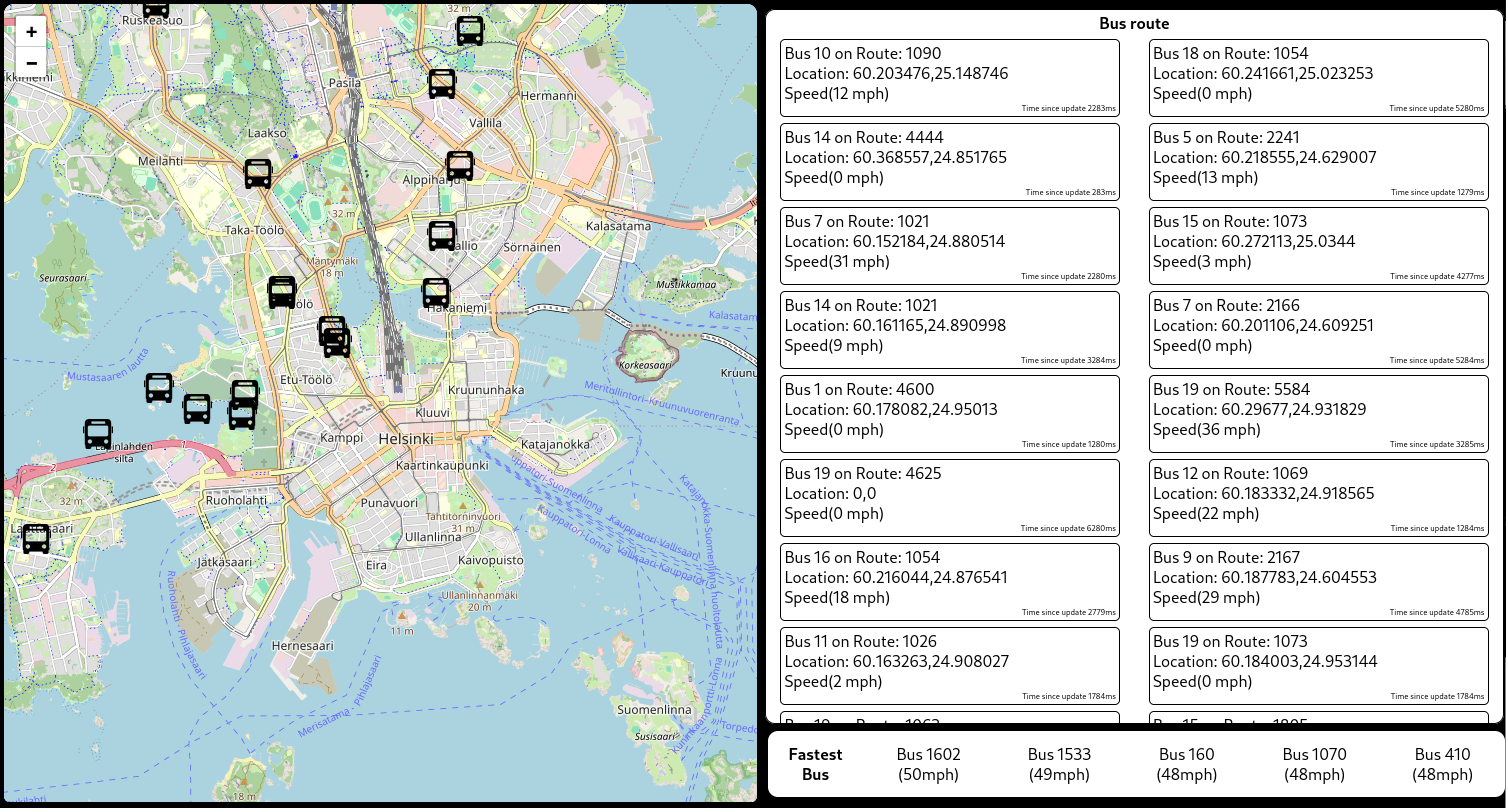 32 m
Ruskeasuo
+
−
Pasila
Hermanni
Vallila
Laakso
Meilahti
32 m
Taka-Töölö
Kalasatama
Sörnäinen
Mäntymäki
18 m
Seurasaari
Mustikkamaa
Hakaniemi
Kalasatam
Korkeasaari
Kruunu
Mustasaaren lautta
Etu-Töölö
Kruununhaka
Meritullintori–Kruunuvuorenranta
Kluuvi
Kamppi
Helsinki
Katajanokka
Lapinlahden
silta
1
2
Kaartinkaupunki
32 m
Ruoholahti
Punavuori
Tähtitorninvuori
31 m
Ullanlinna
Kauppatori-Lonna
Kauppatori Vallisaari
Vallisaari Kauppatori
Jätkäsaari
Eira
Kaivopuisto
Ullanlinnanmäki
20 m
Ruoholahti - Pihlajasaari
11 m
Hernesaari
Merisatama - Pihlajasaari
Suomenlinna
Susisaari
18 m
Bus route
Bus 10 on Route: 1090
Location: 60.203476,25.148746
Speed(12 mph)
Time since update 2283ms
Bus 18 on Route: 1054
Location: 60.241661,25.023253
Speed(0 mph)
Time since update 5280ms
Bus 14 on Route: 4444
Location: 60.368557,24.851765
Speed(0 mph)
Time since update 283ms
Bus 5 on Route: 2241
Location: 60.218555,24.629007
Speed(13 mph)
Time since update 1279ms
Bus 7 on Route: 1021
Location: 60.152184,24.880514
Speed(31 mph)
Time since update 2280ms
Bus 15 on Route: 1073
Location: 60.272113,25.0344
Speed(3 mph)
Time since update 4277ms
Bus 14 on Route: 1021
Location: 60.161165,24.890998
Speed(9 mph)
Time since update 3284ms
Bus 7 on Route: 2166
Location: 60.201106,24.609251
Speed(0 mph)
Time since update 5284ms
Bus 1 on Route: 4600
Location: 60.178082,24.95013
Speed(0 mph)
Time since update 1280ms
Bus 19 on Route: 5584
Location: 60.29677,24.931829
Speed(36 mph)
Time since update 3285ms
Bus 19 on Route: 4625
Location: 0,0
Speed(0 mph)
Time since update 6280ms
Bus 12 on Route: 1069
Location: 60.183332,24.918565
Speed(22 mph)
Time since update 1284ms
Bus 16 on Route: 1054
Location: 60.216044,24.876541
Speed(18 mph)
Time since update 2779ms
Bus 9 on Route: 2167
Location: 60.187783,24.604553
Speed(29 mph)
Time since update 4785ms
Bus 11 on Route: 1026
Location: 60.163263,24.908027
Speed(2 mph)
Time since update 1784ms
Bus 19 on Route: 1073
Location: 60.184003,24.953144
Speed(0 mph)
Time since update 1784ms
Fastest
Bus
Bus 1602
(50mph)
Bus 1533
(49mph)
Bus 160
(48mph)
Bus 1070
(48mph)
Bus 410
(48mph)